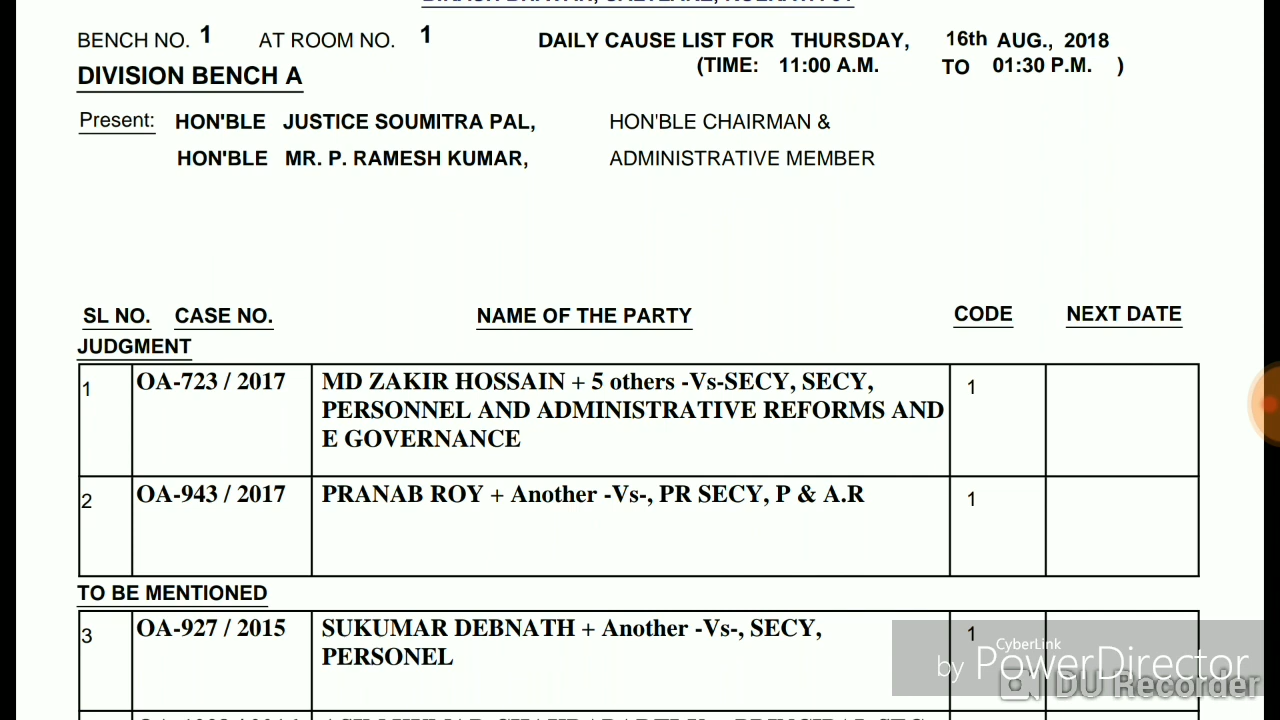 BENCH NO. 1 AT ROOM NO. 1 DAILY CAUSE LIST FOR THURSDAY, 16th AUG., 2018
DIVISION BENCH A (TIME: 11:00 A.M. TO 01:30 P.M. )
Present: HON'BLE JUSTICE SOUMITRA PAL, HON'BLE CHAIRMAN &
HON'BLE MR. P. RAMESH KUMAR, ADMINISTRATIVE MEMBER
SL NO. CASE NO. NAME OF THE PARTY CODE NEXT DATE
JUDGMENT
1 OA-723 / 2017 MD ZAKIR HOSSAIN + 5 others -Vs-SECY, SECY, 1
PERSONNEL AND ADMINISTRATIVE REFORMS AND
E GOVERNANCE
2 OA-943 / 2017 PRANAB ROY + Another -Vs-, PR SECY, P & A.R 1
TO BE MENTIONED
3 OA-927 / 2015 SUKUMAR DEBNATH + Another -Vs-, SECY, 1
PERSONEL
CyberLink
by PowerDirector
DU Recorder